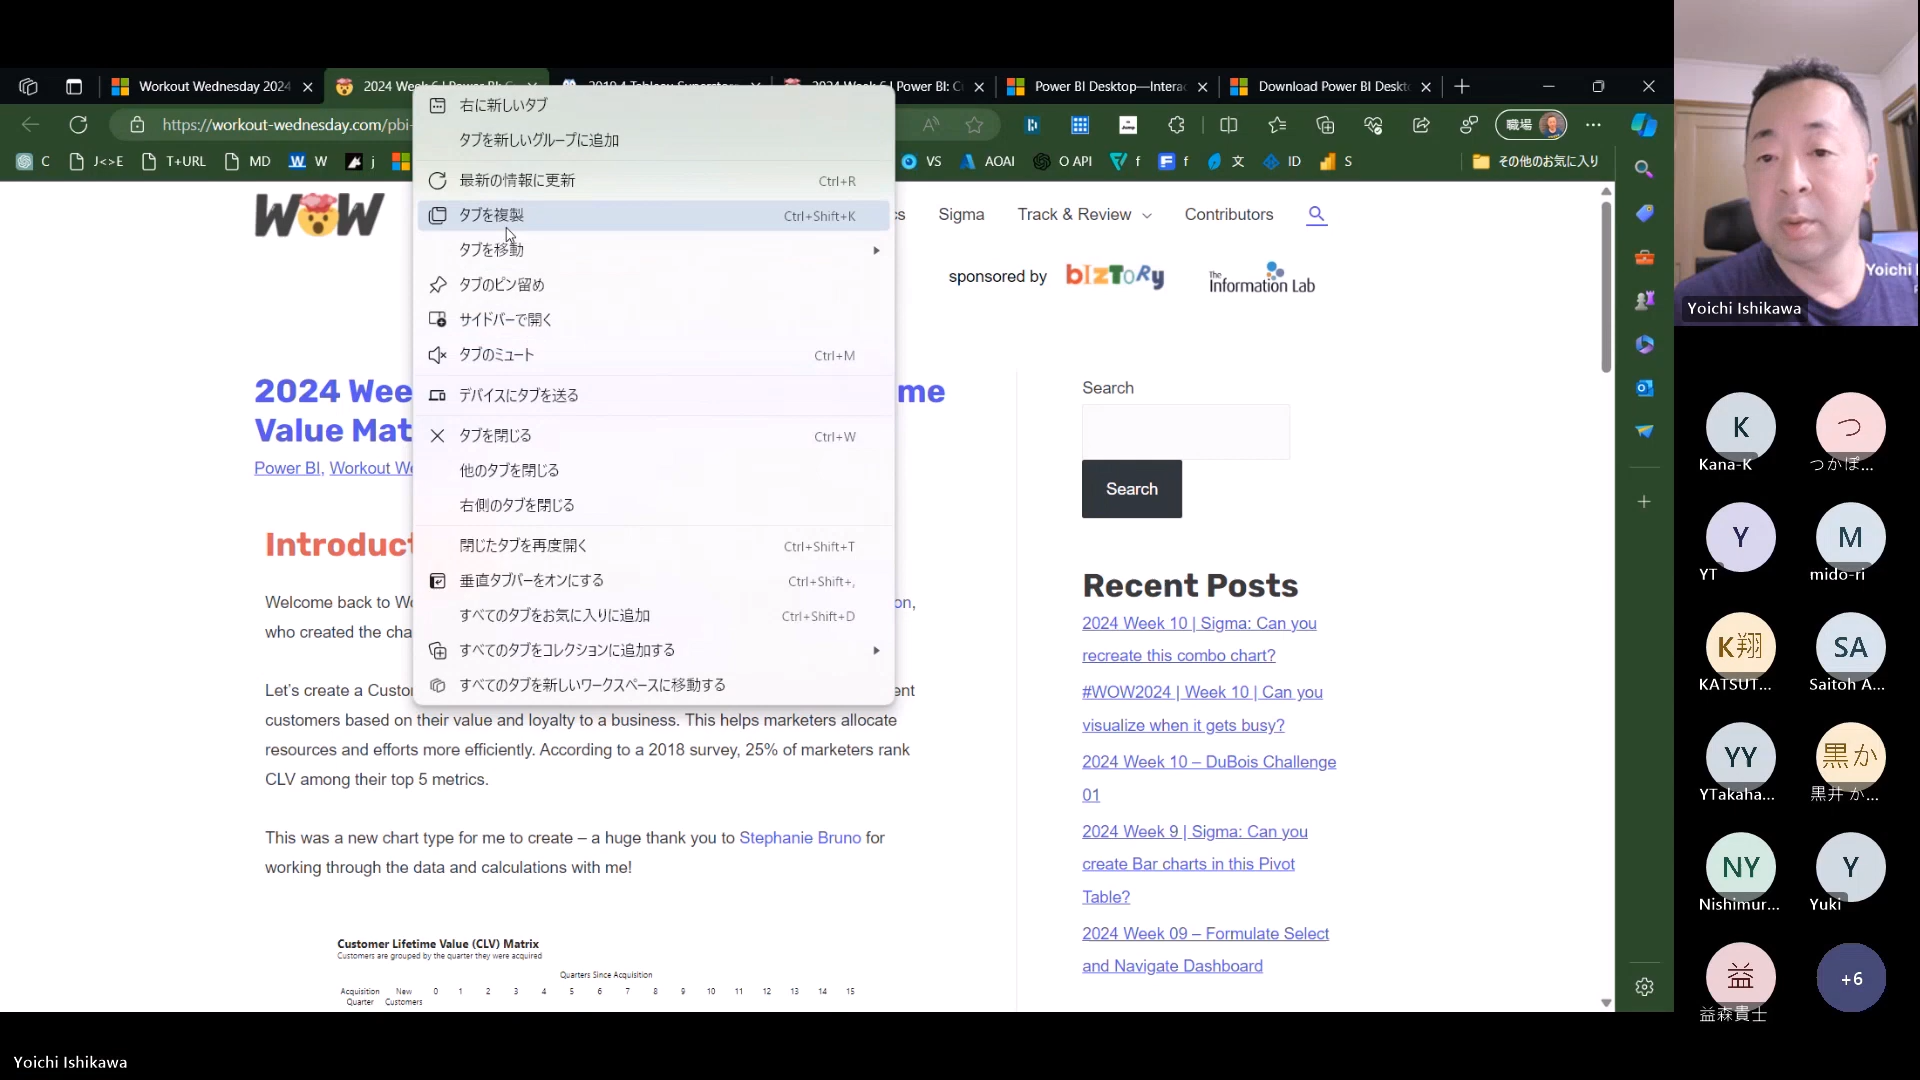 Workout Wednesday 2024
Power BI Desktop—Interac
Download Power BI Deskto
https://workout-wednesday.com/pbi-
職場
C
J<>E
T+URL
MD
W
j
VS
AOAI
O API
f
f
文
ID
S
その他のお気に入り
右に新しいタブ
タブを新しいグループに追加
最新の情報に更新 Ctrl+R
タブを複製 Ctrl+Shift+K
タブを移動
タブのピン留め
サイドバーで開く
タブのミュート Ctrl+M
デバイスにタブを送る
タブを閉じる Ctrl+W
他のタブを閉じる
右側のタブを閉じる
閉じたタブを再度開く Ctrl+Shift+T
垂直タブバーをオンにする Ctrl+Shift+,
すべてのタブをお気に入りに追加 Ctrl+Shift+D
すべてのタブをコレクションに追加する
すべてのタブを新しいワークスペースに移動する
WOW
Sigma
Track & Review
Contributors
sponsored by
bIzToRy
The Information Lab
2024 Wee
me
Value Mat
Power BI, Workout We
Introduct
Welcome back to Wo
on,
who created the cha
Let's create a Custor
ent
customers based on their value and loyalty to a business. This helps marketers allocate
resources and efforts more efficiently. According to a 2018 survey, 25% of marketers rank
CLV among their top 5 metrics.
This was a new chart type for me to create – a huge thank you to Stephanie Bruno for
working through the data and calculations with me!
Customer Lifetime Value (CLV) Matrix
Customers are grouped by the quarter they were acquired
Quarters Since Acquisition
Acquisition Quarter
New Customers
0 1 2 3 4 5 6 7 8 9 10 11 12 13 14 15
Search
Search
Recent Posts
2024 Week 10 | Sigma: Can you
recreate this combo chart?
#WOW2024 | Week 10 | Can you
visualize when it gets busy?
2024 Week 10 – DuBois Challenge
01
2024 Week 9 | Sigma: Can you
create Bar charts in this Pivot
Table?
2024 Week 09 – Formulate Select
and Navigate Dashboard
Yoichi
Yoichi Ishikawa
K
Kana-K
つ
つかぽ...
Y
YT
M
mido-ri
K翔
KATSUT...
SA
Saitoh A...
YY
YTakaha...
黒か
黒井 か...
NY
Nishimur...
Y
Yuki
益
益森貴士
+6
Yoichi Ishikawa